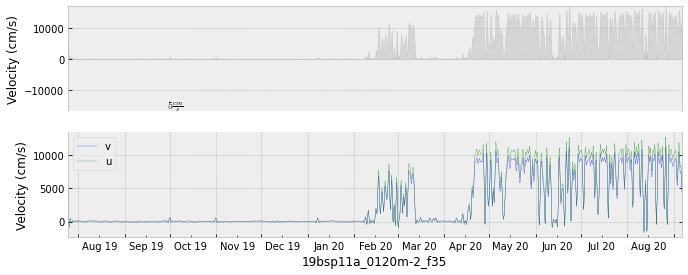 Velocity (cm/s)
10000
0
−10000
5 cm/s
Velocity (cm/s)
10000
5000
0
v
u
Aug 19 Sep 19 Oct 19 Nov 19 Dec 19 Jan 20 Feb 20 Mar 20 Apr 20 May 20 Jun 20 Jul 20 Aug 20
19bsp11a_0120m-2_f35